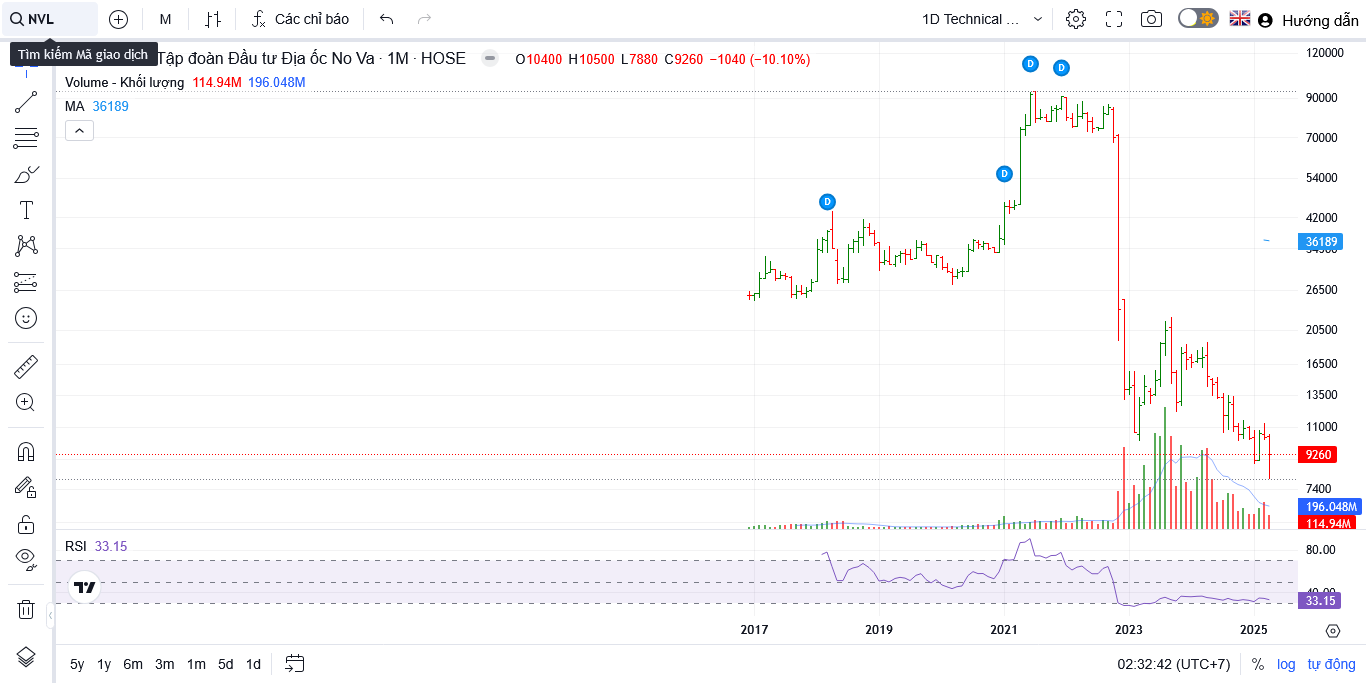 NVL
M
Các chỉ báo
1D Technical ...
Hướng dẫn
Tìm kiếm Mã giao dịch
Tập đoàn Đầu tư Địa ốc No Va · 1M · HOSE
O10400 H10500 L7880 C9260 −1040 (−10.10%)
Volume - Khối lượng 114.94M 196.048M
MA 36189
D
D
D
D
120000
90000
70000
54000
42000
36189
26500
20500
16500
13500
11000
9260
7400
196.048M
114.94M
RSI 33.15
80.00
33.15
2017 2019 2021 2023 2025
5y 1y 6m 3m 1m 5d 1d
02:32:42 (UTC+7) % log tự động